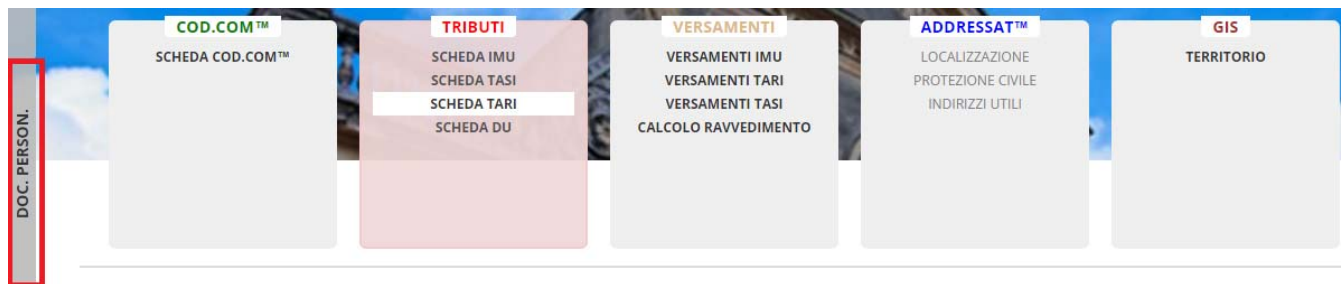 DOC. PERSON.
COD.COM™
SCHEDA COD.COM™
TRIBUTI
SCHEDA IMU
SCHEDA TASI
SCHEDA TARI
SCHEDA DU
VERSAMENTI
VERSAMENTI IMU
VERSAMENTI TARI
VERSAMENTI TASI
CALCOLO RAVVEDIMENTO
ADDRESSAT™
LOCALIZZAZIONE
PROTEZIONE CIVILE
INDIRIZZI UTILI
GIS
TERRITORIO